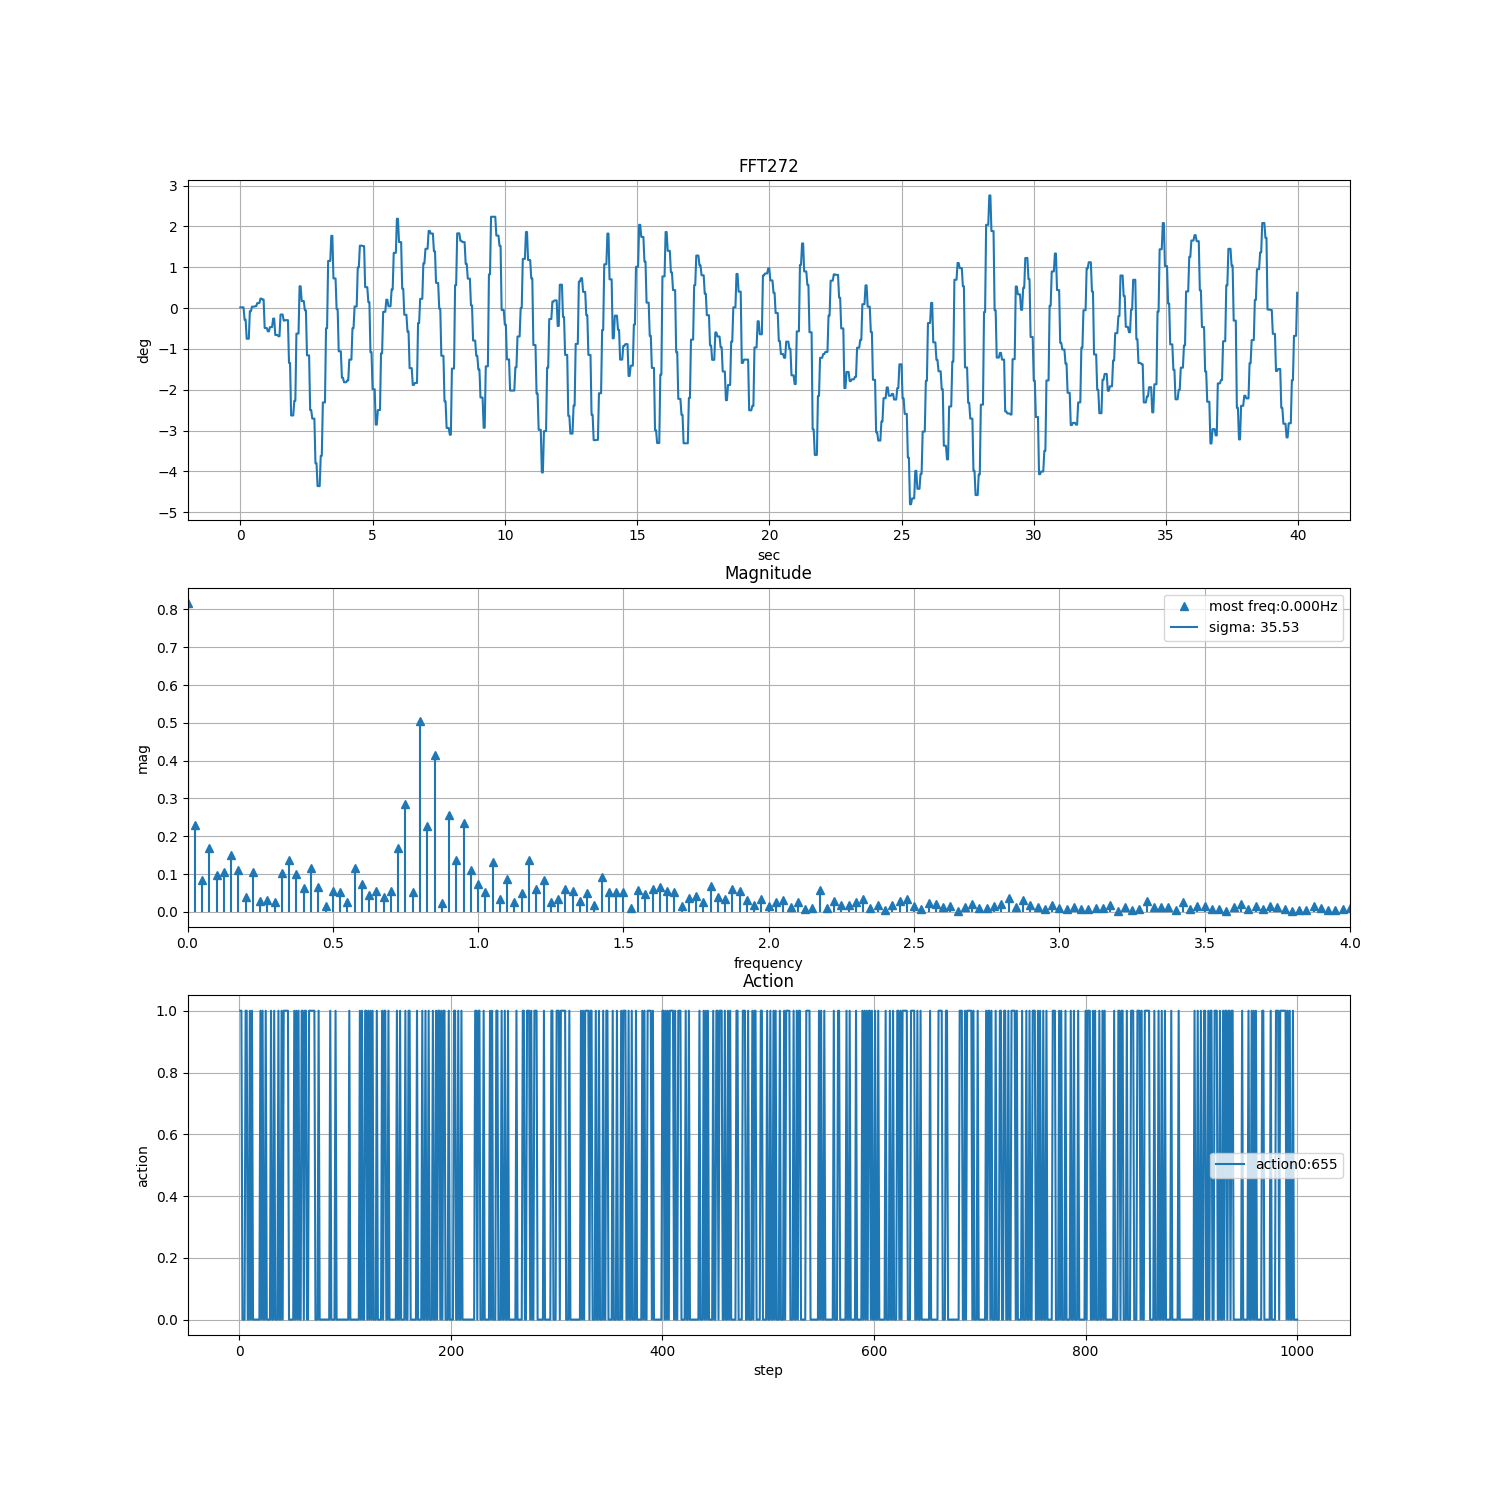 FFT272
3
2
1
0
−1
−2
−3
−4
−5
deg
0 5 10 15 20 25 30 35 40
sec
Magnitude
0.8
0.7
0.6
0.5
0.4
0.3
0.2
0.1
0.0
mag
most freq:0.000Hz
sigma: 35.53
0.0 0.5 1.0 1.5 2.0 2.5 3.0 3.5 4.0
frequency
Action
1.0
0.8
0.6
0.4
0.2
0.0
action
action0:655
0 200 400 600 800 1000
step